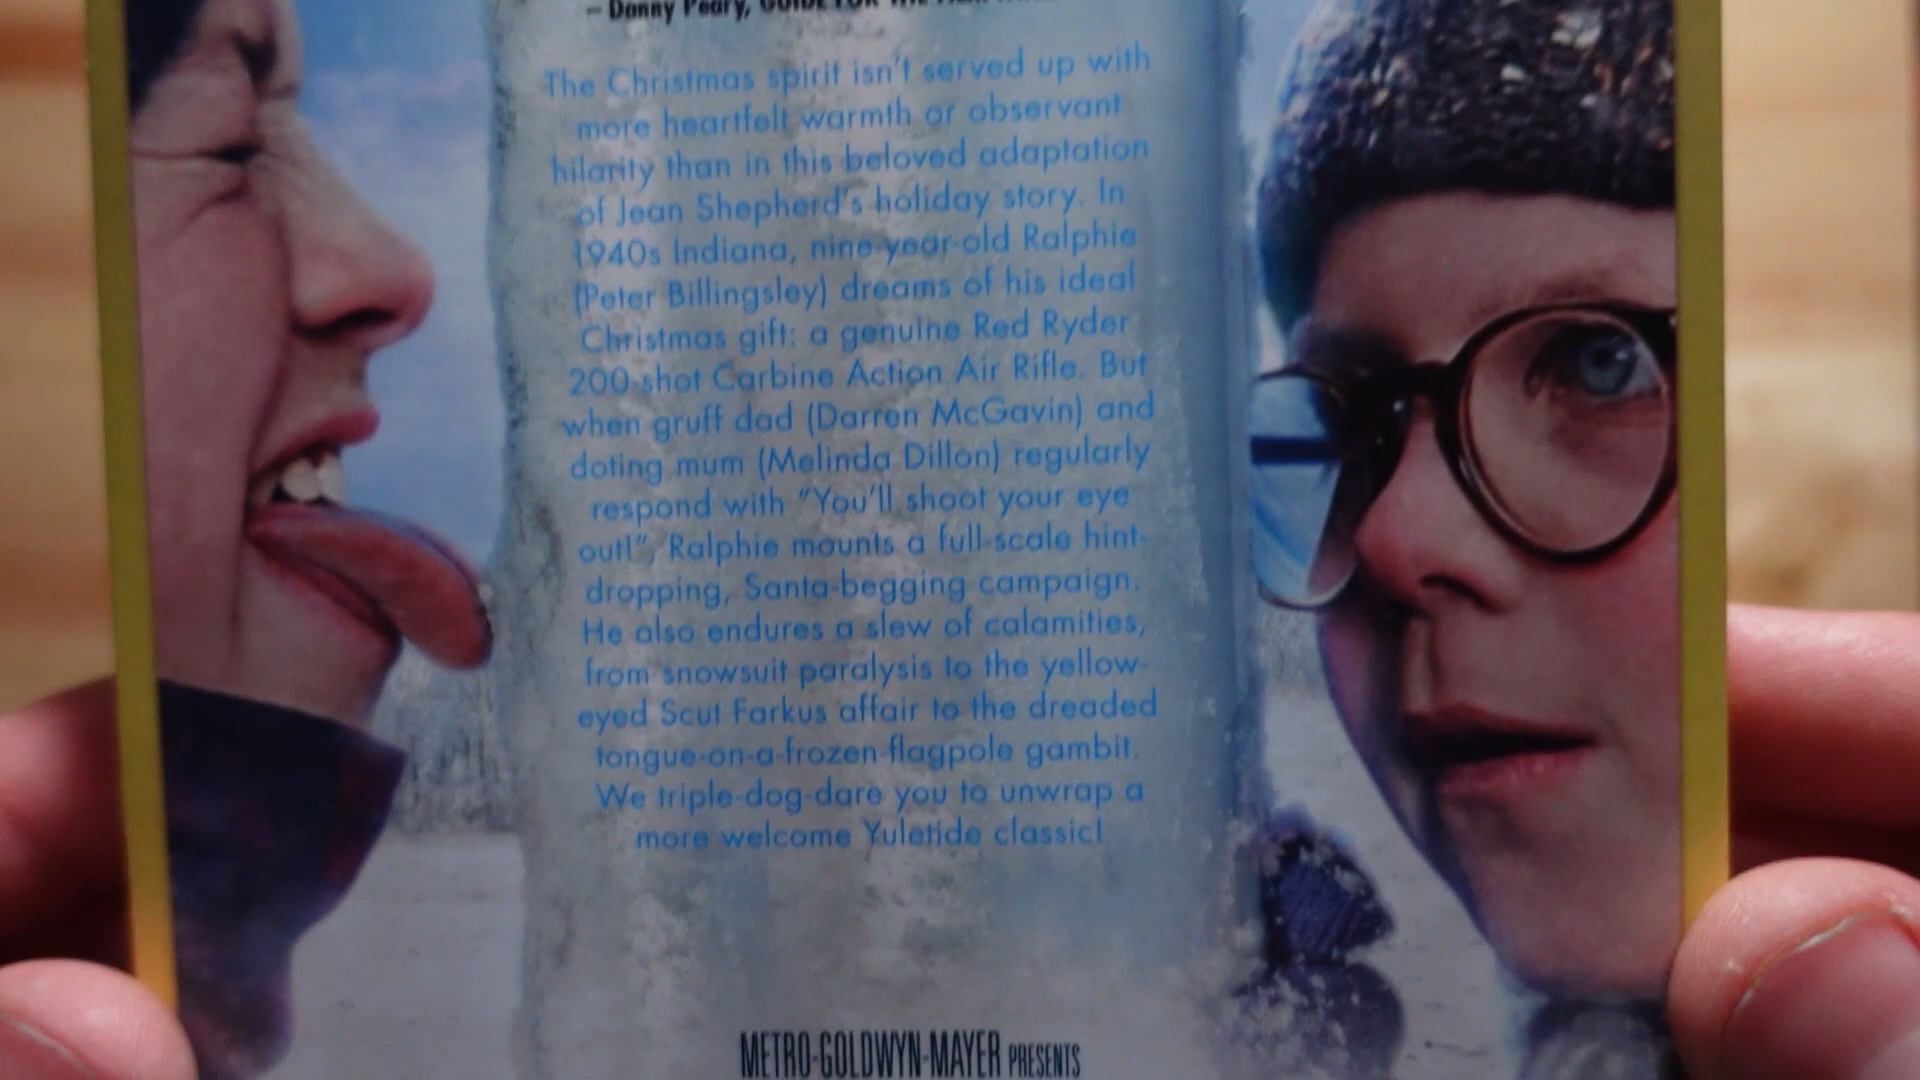 – Danny Peary, GUIDE FOR THE FILM
The Christmas spirit isn't served up with
more heartfelt warmth or observant
hilarity than in this beloved adaptation
of Jean Shepherd's holiday story. In
1940s Indiana, nine-year-old Ralphie
(Peter Billingsley) dreams of his ideal
Christmas gift: a genuine Red Ryder
200-shot Carbine Action Air Rifle. But
when gruff dad (Darren McGavin) and
doting mum (Melinda Dillon) regularly
respond with "You'll shoot your eye
out!", Ralphie mounts a full-scale hint-
dropping, Santa-begging campaign.
He also endures a slew of calamities,
from snowsuit paralysis to the yellow-
eyed Scut Farkus affair to the dreaded
tongue-on-a-frozen-flagpole gambit.
We triple-dog-dare you to unwrap a
more welcome Yuletide classic!
METRO-GOLDWYN-MAYER PRESENTS